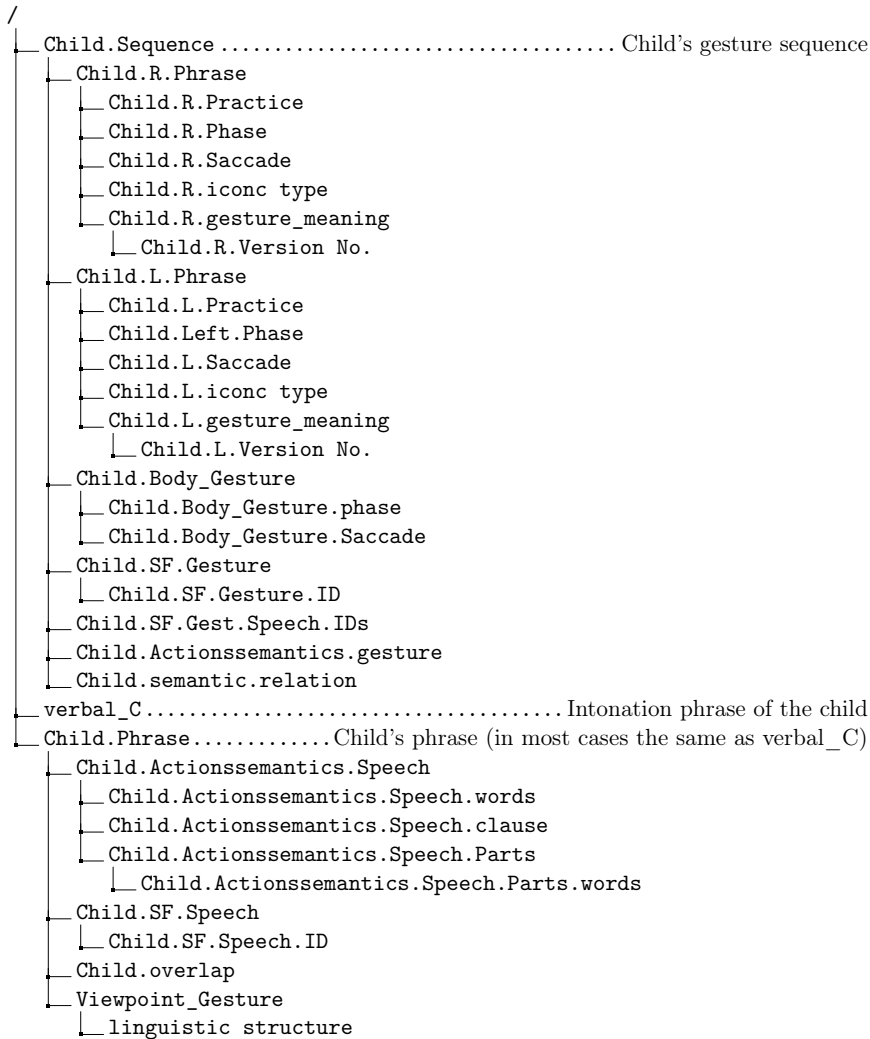 /
Child.Sequence ..................................... Child's gesture sequence
Child.R.Phrase
Child.R.Practice
Child.R.Phase
Child.R.Saccade
Child.R.iconc type
Child.R.gesture_meaning
Child.R.Version No.
Child.L.Phrase
Child.L.Practice
Child.Left.Phase
Child.L.Saccade
Child.L.iconc type
Child.L.gesture_meaning
Child.L.Version No.
Child.Body_Gesture
Child.Body_Gesture.phase
Child.Body_Gesture.Saccade
Child.SF.Gesture
Child.SF.Gesture.ID
Child.SF.Gest.Speech.IDs
Child.Actionssemantics.gesture
Child.semantic.relation
verbal_C....................................... Intonation phrase of the child
Child.Phrase.............Child's phrase (in most cases the same as verbal_C)
Child.Actionssemantics.Speech
Child.Actionssemantics.Speech.words
Child.Actionssemantics.Speech.clause
Child.Actionssemantics.Speech.Parts
Child.Actionssemantics.Speech.Parts.words
Child.SF.Speech
Child.SF.Speech.ID
Child.overlap
Viewpoint_Gesture
linguistic structure